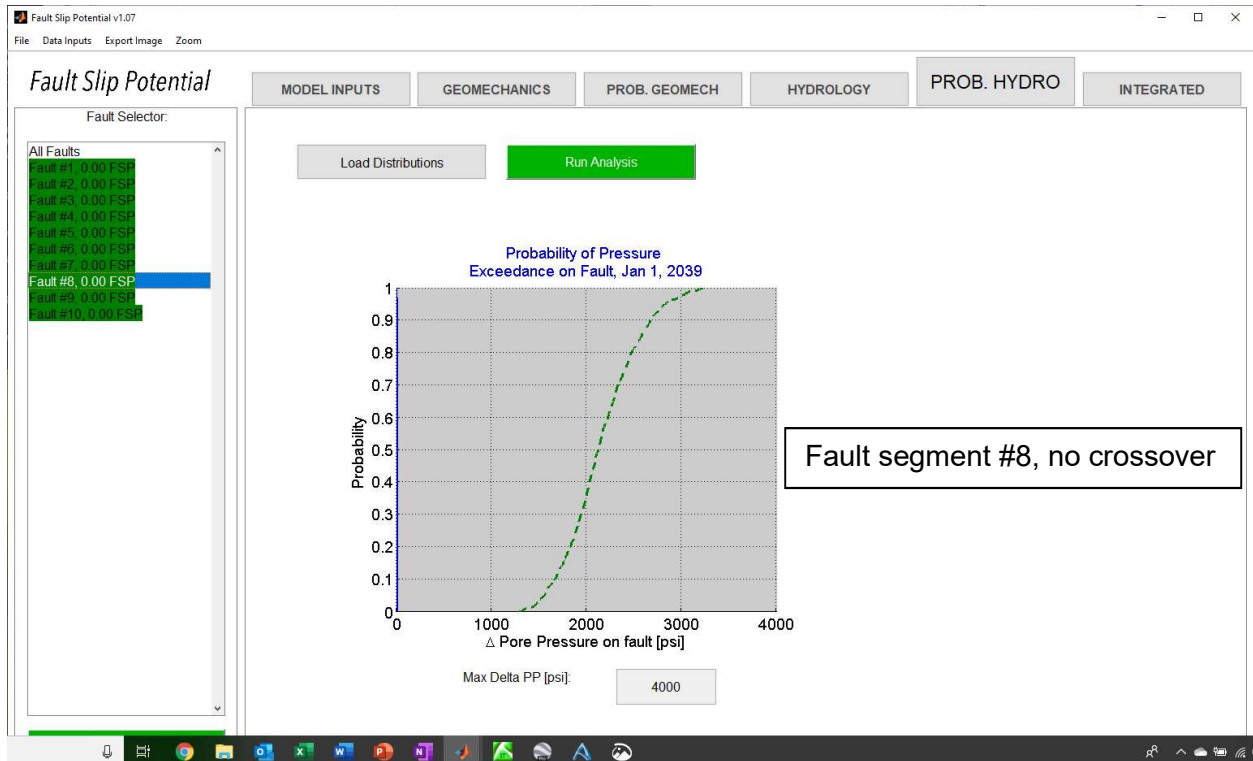 Fault Slip Potential v1.07
File Data Inputs Export Image Zoom
Fault Slip Potential
MODEL INPUTS
GEOMECHANICS
PROB. GEOMECH
HYDROLOGY
PROB. HYDRO
INTEGRATED
Fault Selector:
All Faults
Fault #1, 0.00 FSP
Fault #2, 0.00 FSP
Fault #3, 0.00 FSP
Fault #4, 0.00 FSP
Fault #5, 0.00 FSP
Fault #6, 0.00 FSP
Fault #7, 0.00 FSP
Fault #8, 0.00 FSP
Fault #9, 0.00 FSP
Fault #10, 0.00 FSP
Load Distributions
Run Analysis
Probability of Pressure
Exceedance on Fault, Jan 1, 2039
Probability
1
0.9
0.8
0.7
0.6
0.5
0.4
0.3
0.2
0.1
0
0 1000 2000 3000 4000
Δ Pore Pressure on fault [psi]
Max Delta PP [psi]:
4000
Fault segment #8, no crossover